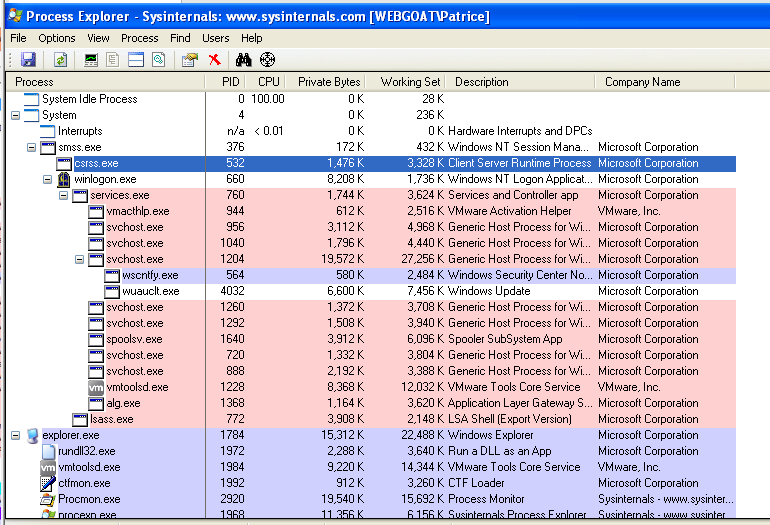 Process Explorer - Sysinternals: www.sysinternals.com [WEBGOAT\Patrice]
File Options View Process Find Users Help
Process PID CPU Private Bytes Working Set Description Company Name
System Idle Process 0 100.00 0 K 28 K
System 4 0 K 236 K
Interrupts n/a < 0.01 0 K 0 K Hardware Interrupts and DPCs
smss.exe 376 172 K 432 K Windows NT Session Mana... Microsoft Corporation
csrss.exe 532 1,476 K 3,328 K Client Server Runtime Process Microsoft Corporation
winlogon.exe 660 8,208 K 1,736 K Windows NT Logon Applicat... Microsoft Corporation
services.exe 760 1,744 K 3,624 K Services and Controller app Microsoft Corporation
vmacthlp.exe 944 612 K 2,516 K VMware Activation Helper VMware, Inc.
svchost.exe 956 3,112 K 4,968 K Generic Host Process for Wi... Microsoft Corporation
svchost.exe 1040 1,796 K 4,440 K Generic Host Process for Wi... Microsoft Corporation
svchost.exe 1204 19,572 K 27,256 K Generic Host Process for Wi... Microsoft Corporation
wscntfy.exe 564 580 K 2,484 K Windows Security Center No... Microsoft Corporation
wuauclt.exe 4032 6,600 K 7,456 K Windows Update Microsoft Corporation
svchost.exe 1260 1,372 K 3,708 K Generic Host Process for Wi... Microsoft Corporation
svchost.exe 1292 1,508 K 3,940 K Generic Host Process for Wi... Microsoft Corporation
spoolsv.exe 1640 3,912 K 6,096 K Spooler SubSystem App Microsoft Corporation
svchost.exe 720 1,332 K 3,804 K Generic Host Process for Wi... Microsoft Corporation
svchost.exe 888 2,192 K 3,388 K Generic Host Process for Wi... Microsoft Corporation
vmtoolsd.exe 1228 8,368 K 12,032 K VMware Tools Core Service VMware, Inc.
alg.exe 1368 1,164 K 3,620 K Application Layer Gateway S... Microsoft Corporation
lsass.exe 772 3,908 K 2,148 K LSA Shell (Export Version) Microsoft Corporation
explorer.exe 1784 15,312 K 22,488 K Windows Explorer Microsoft Corporation
rundll32.exe 1972 2,288 K 3,640 K Run a DLL as an App Microsoft Corporation
vm vmtoolsd.exe 1984 9,220 K 14,344 K VMware Tools Core Service VMware, Inc.
ctfmon.exe 992 912 K 3,260 K CTF Loader Microsoft Corporation
Procmon.exe 2920 19,540 K 15,692 K Process Monitor Sysinternals - www.sysinter...
procexp.exe 1968 11,356 K 6,156 K Sysinternals Process Explorer Sysinternals - www.sysinter...